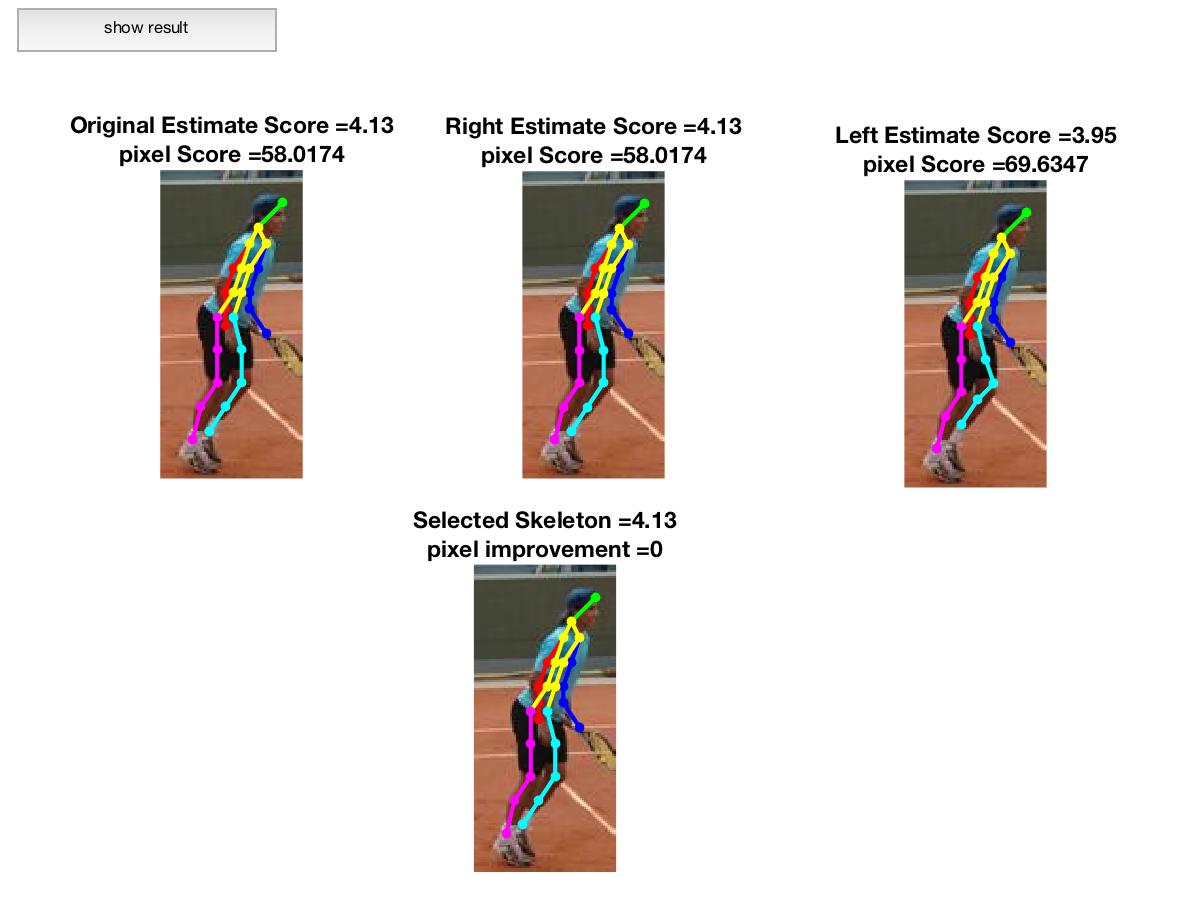 show result
Original Estimate Score =4.13
pixel Score =58.0174
Right Estimate Score =4.13
pixel Score =58.0174
Left Estimate Score =3.95
pixel Score =69.6347
Selected Skeleton =4.13
pixel improvement =0